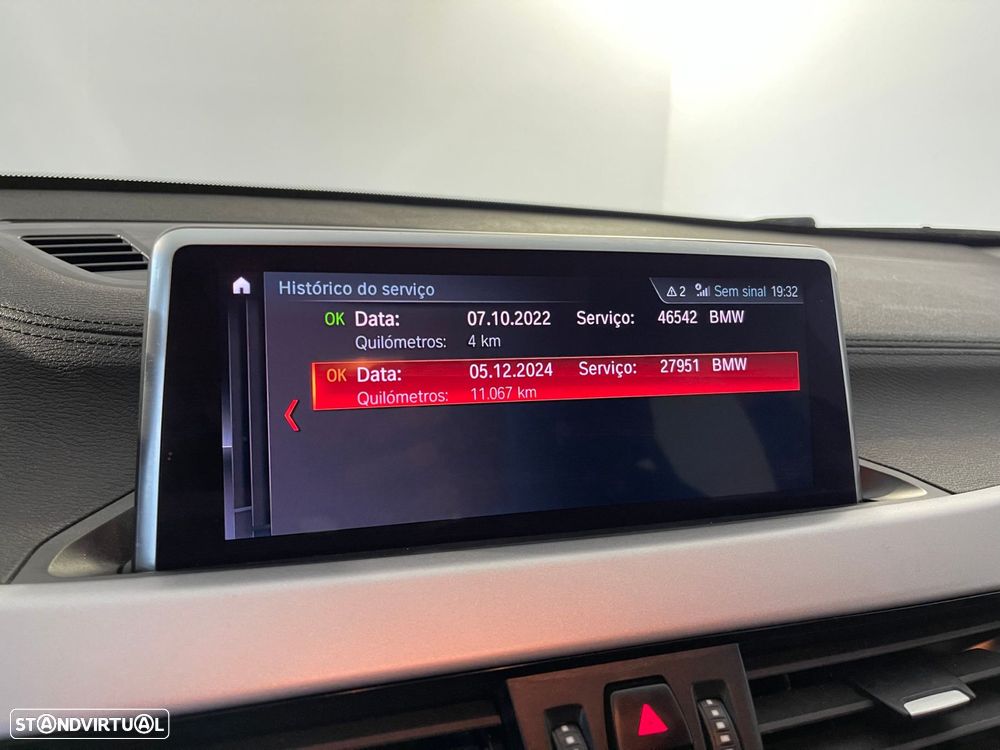 Histórico do serviço 2 Sem sinal 19:32
OK Data: 07.10.2022 Serviço: 46542 BMW
Quilómetros: 4 km
OK Data: 05.12.2024 Serviço: 27951 BMW
Quilómetros: 11.067 km
STANDVIRTUAL